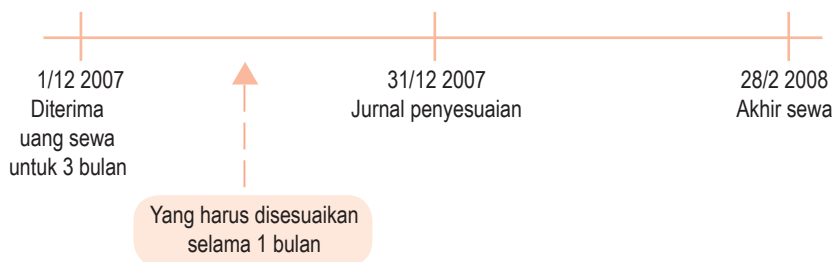 1/12 2007
Diterima
uang sewa
untuk 3 bulan
31/12 2007
Jurnal penyesuaian
28/2 2008
Akhir sewa
Yang harus disesuaikan
selama 1 bulan